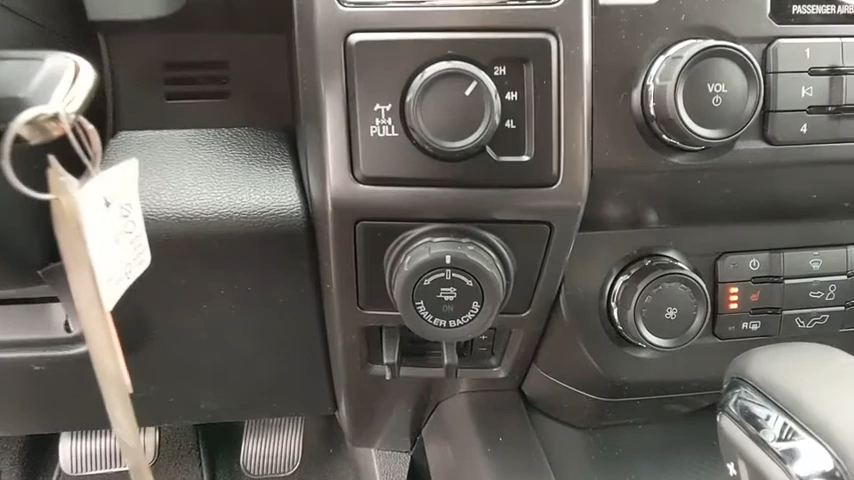 PASSENGER AIRB
2H
4H
4L
PULL
VOL
1
4
ON
TRAILER BACKUP
R